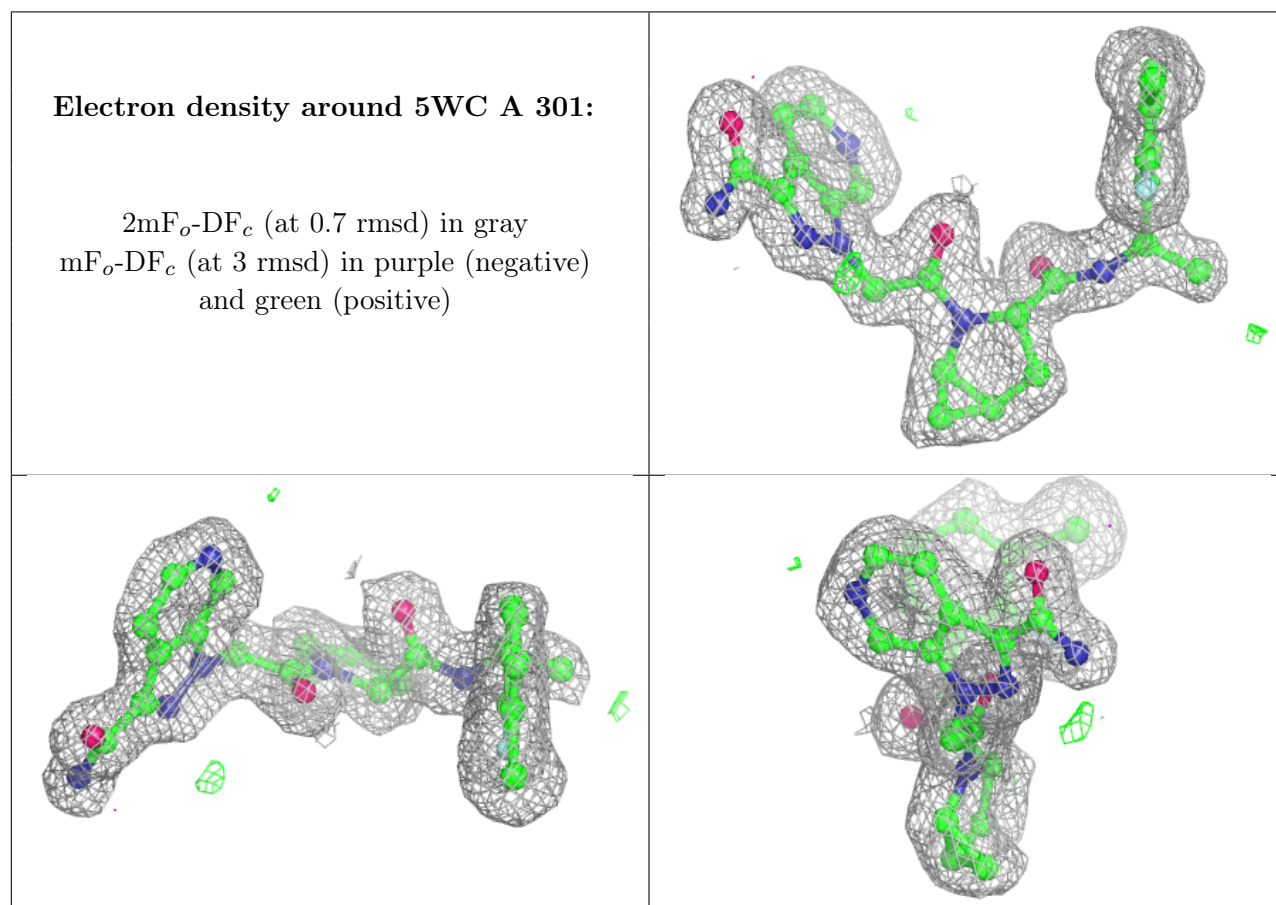 Electron density around 5WC A 301:
2mFo-DFc (at 0.7 rmsd) in gray
mFo-DFc (at 3 rmsd) in purple (negative)
and green (positive)